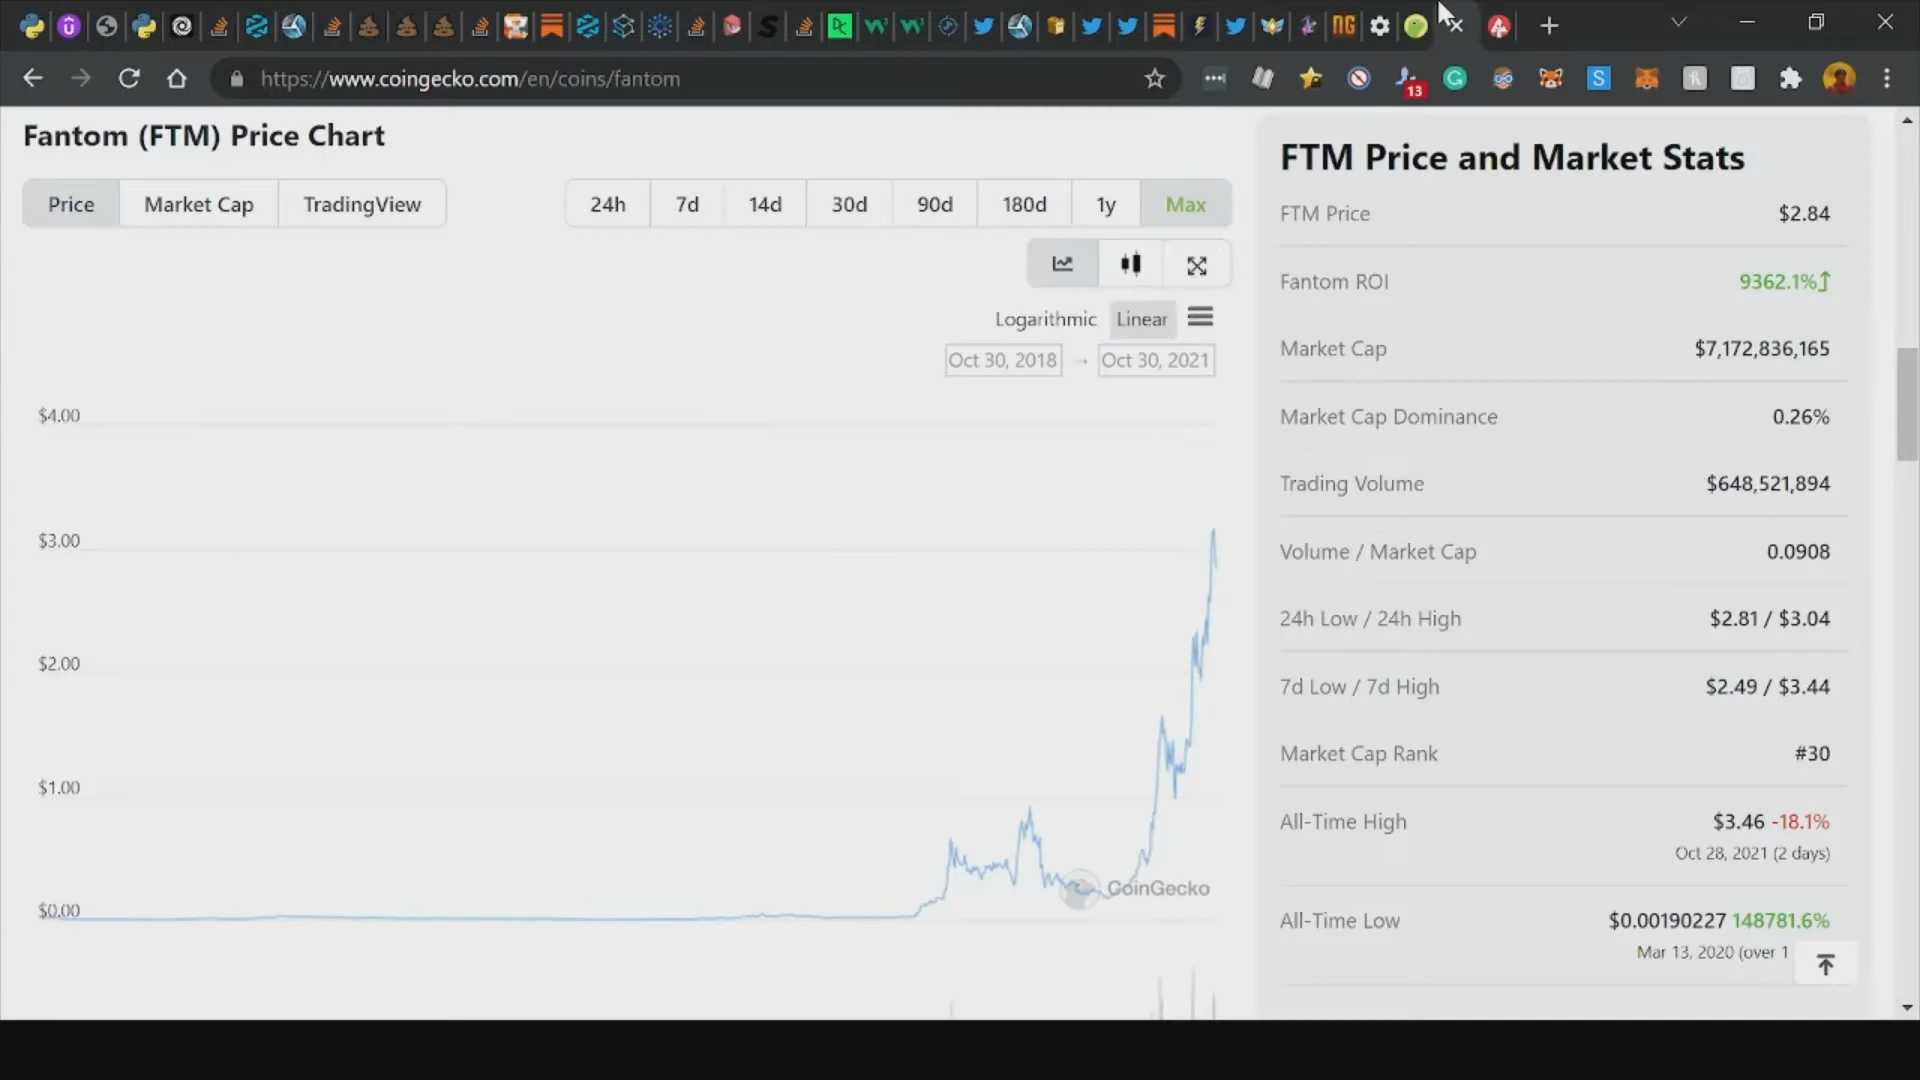 https://www.coingecko.com/en/coins/fantom
13
Fantom (FTM) Price Chart
Price
Market Cap
TradingView
24h
7d
14d
30d
90d
180d
1y
Max
Logarithmic
Linear
Oct 30, 2018 → Oct 30, 2021
$4.00
$3.00
$2.00
$1.00
$0.00
CoinGecko
FTM Price and Market Stats
FTM Price $2.84
Fantom ROI 9362.1%
Market Cap $7,172,836,165
Market Cap Dominance 0.26%
Trading Volume $648,521,894
Volume / Market Cap 0.0908
24h Low / 24h High $2.81 / $3.04
7d Low / 7d High $2.49 / $3.44
Market Cap Rank #30
All-Time High $3.46 -18.1%
Oct 28, 2021 (2 days)
All-Time Low $0.00190227 148781.6%
Mar 13, 2020 (over 1